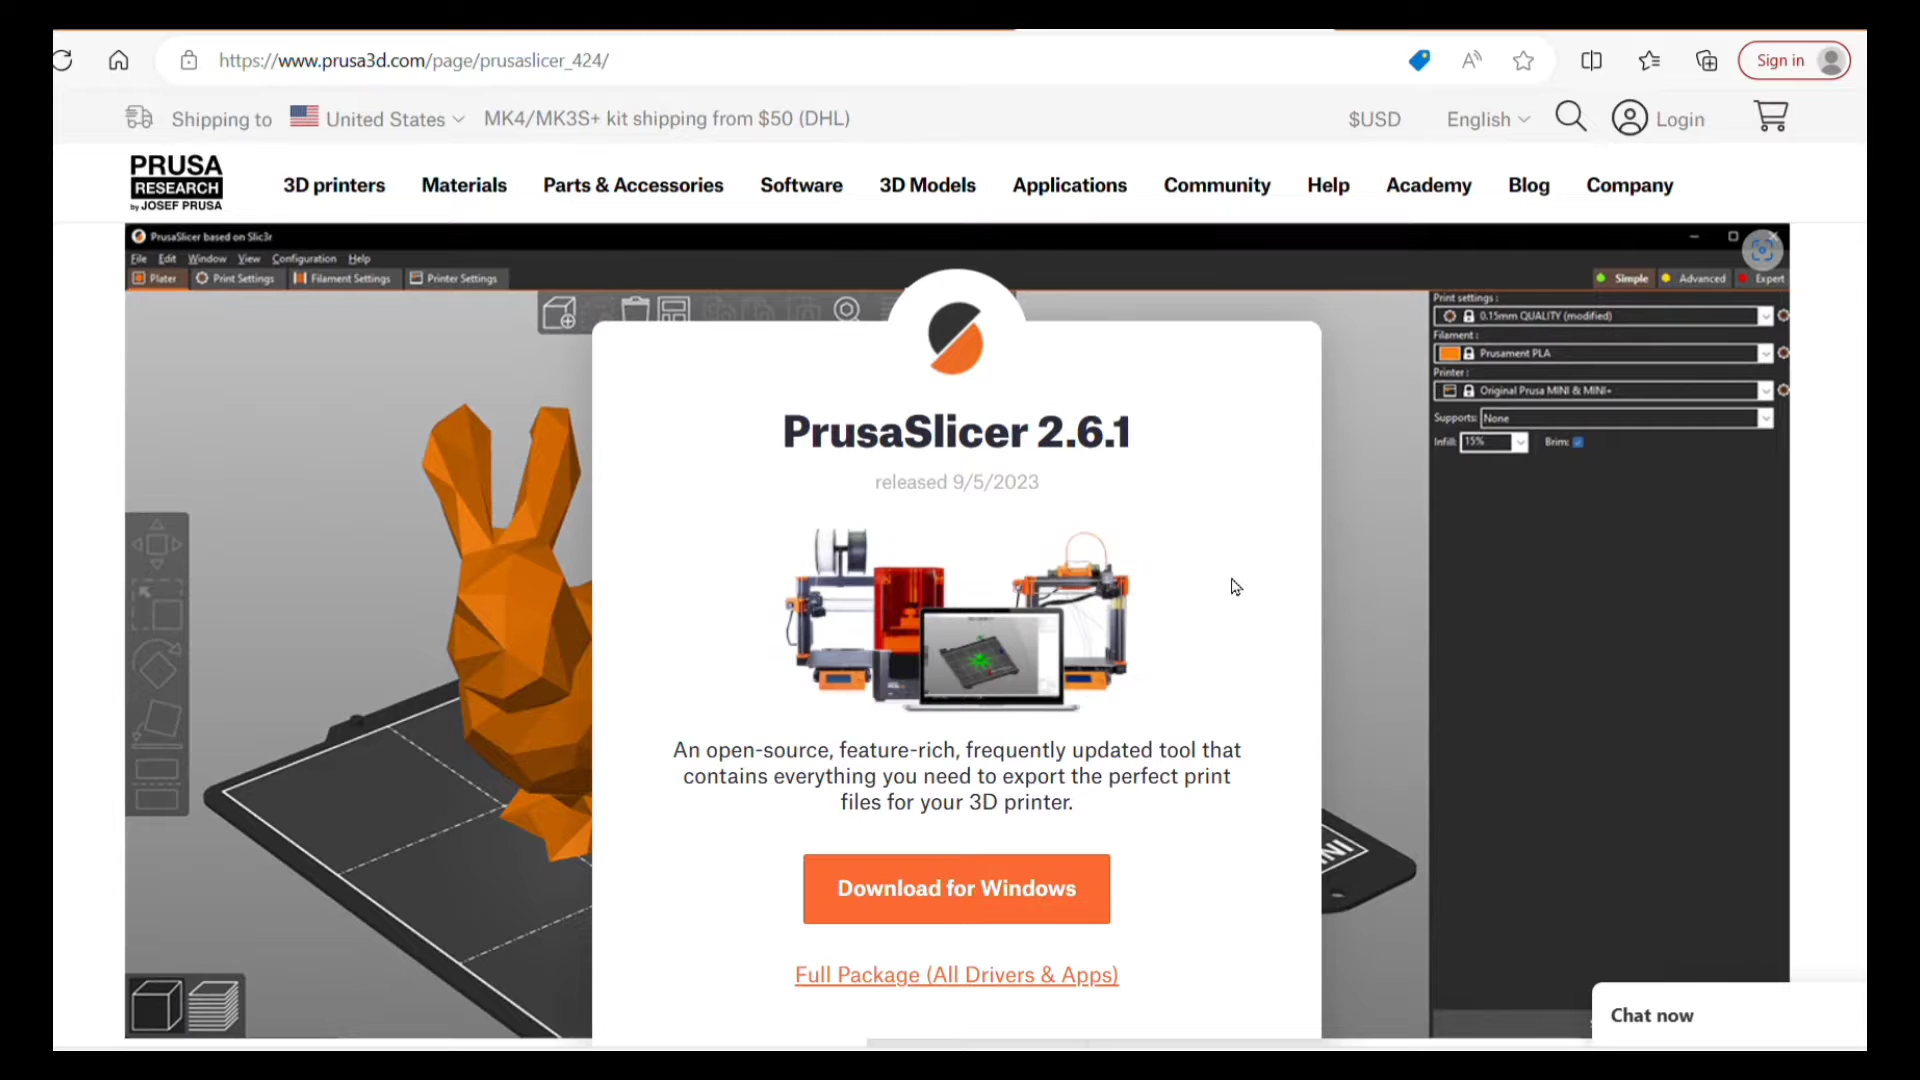 https://www.prusa3d.com/page/prusaslicer_424/
Sign in
Shipping to United States MK4/MK3S+ kit shipping from $50 (DHL)
$USD English Login
PRUSA
RESEARCH
by JOSEF PRUSA
3D printers Materials Parts & Accessories Software 3D Models Applications Community Help Academy Blog Company
PrusaSlicer based on Slic3r
File Edit Window View Configuration Help
Plater Print Settings Filament Settings Printer Settings
Simple Advanced Expert
Print settings :
0.15mm QUALITY (modified)
Filament :
Prusament PLA
Printer :
Original Prusa MINI & MINI+
Supports: None
Infill: 15% Brim:
PrusaSlicer 2.6.1
released 9/5/2023
An open-source, feature-rich, frequently updated tool that
contains everything you need to export the perfect print
files for your 3D printer.
Download for Windows
Full Package (All Drivers & Apps)
Chat now